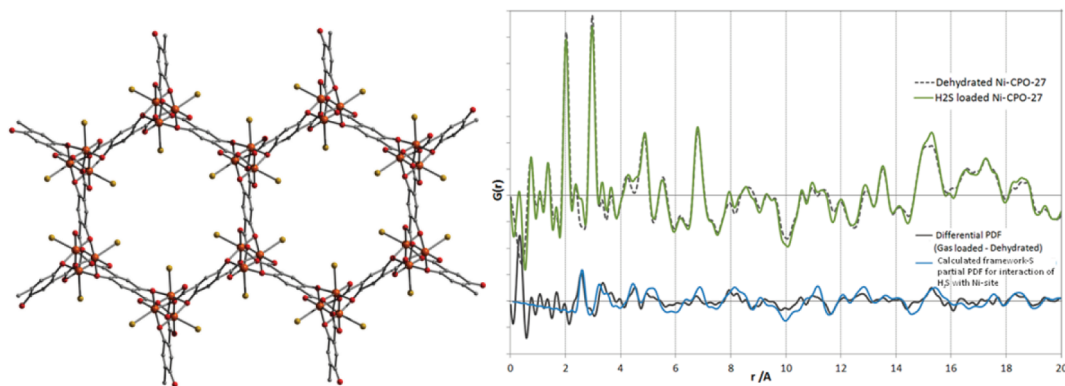 Dehydrated Ni-CPO-27
H2S loaded Ni-CPO-27
G(r)
Differential PDF
(Gas loaded - Dehydrated)
Calculated framework-S
partial PDF for interaction of
H₂S with Ni-site
0 2 4 6 8 10 12 14 16 18 20
r /A